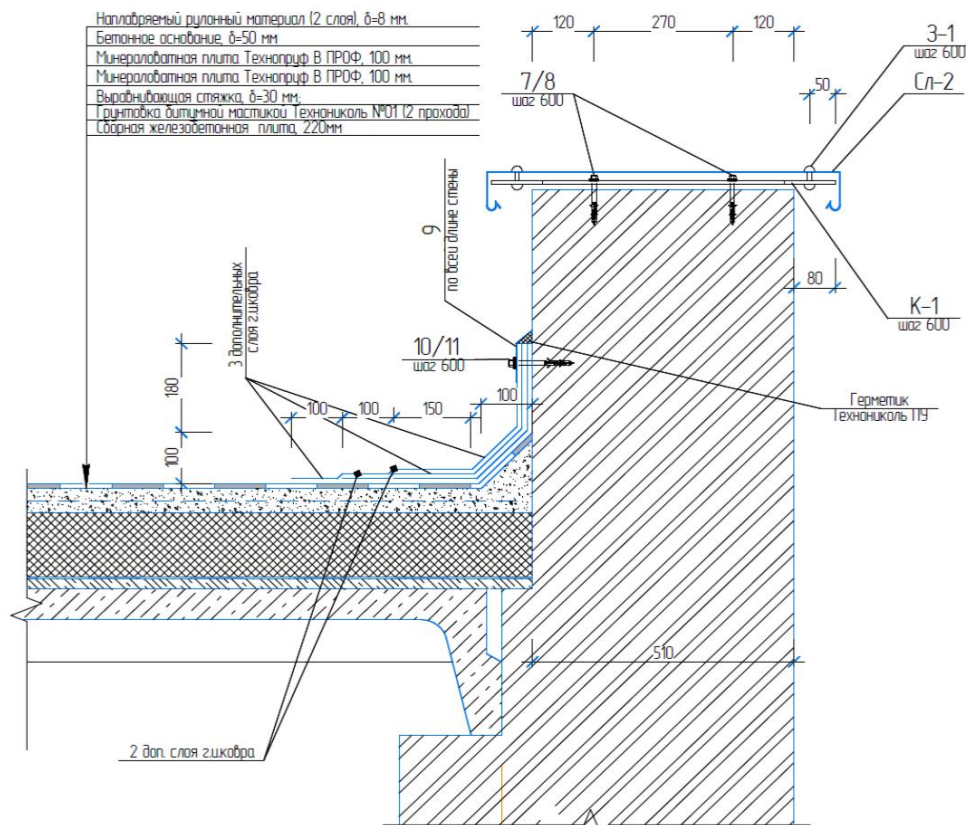 Наплавряемый рулонный материал (2 слоя), δ=8 мм.
Бетонное основание, δ=50 мм
Минераловатная плита Технопруф В ПРОФ, 100 мм.
Минераловатная плита Технопруф В ПРОФ, 100 мм.
Выравнивающая стяжка, δ=30 мм;
Грунтовка битумной мастикой Технониколь №01 (2 прохода)
Сборная железобетонная плита, 220мм
120
270
120
З-1
шаг 600
50
Сл-2
7/8
шаг 600
9
по всей длине стены
80
К-1
шаг 600
3 дополнительных
слоя г.и.ковра
10/11
шаг 600
180
100
100
100
150
100
Герметик
Технониколь ПУ
510
2 доп. слоя г.и.ковра